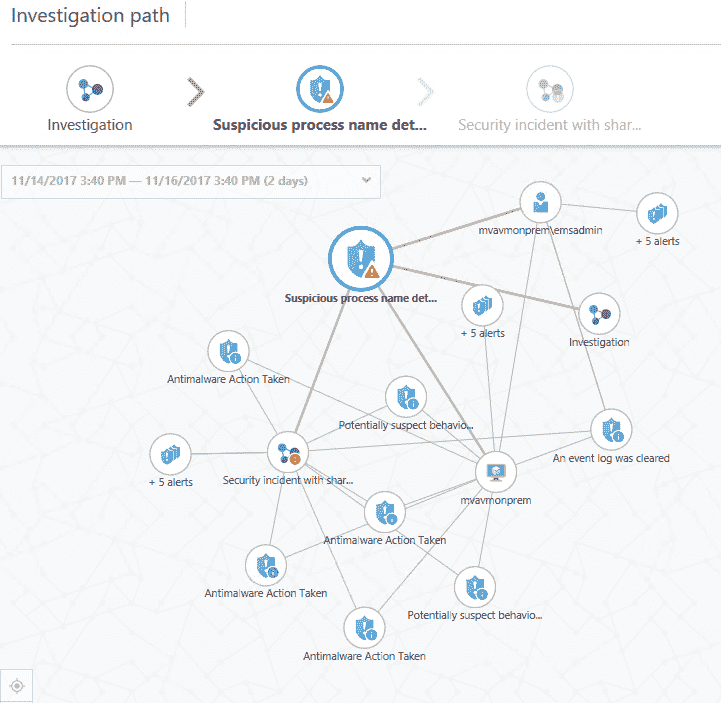 Investigation path
Investigation
Suspicious process name det...
Security incident with shar...
11/14/2017 3:40 PM — 11/16/2017 3:40 PM (2 days)
mvavmonprem\emsadmin
+ 5 alerts
Suspicious process name det...
+ 5 alerts
Investigation
Antimalware Action Taken
Potentially suspect behavio...
An event log was cleared
+ 5 alerts
Security incident with shar...
mvavmonprem
Antimalware Action Taken
Antimalware Action Taken
Potentially suspect behavio...
Antimalware Action Taken